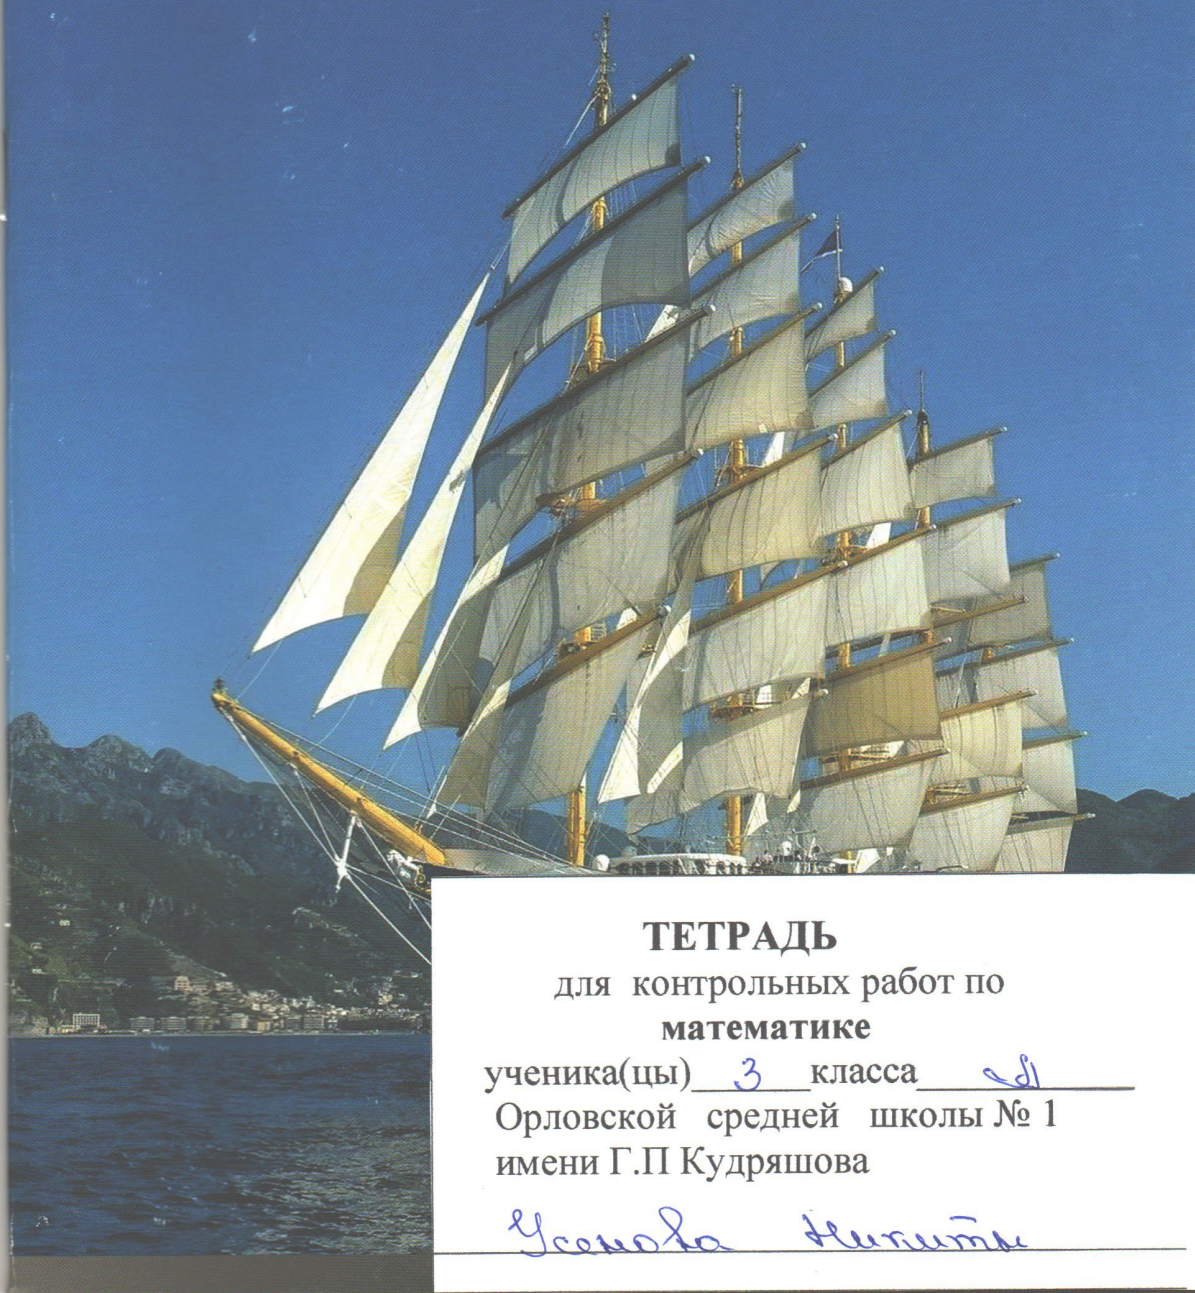 ТЕТРАДЬ
для контрольных работ по
математике
ученика(цы) 3 класса
Орловской средней школы № 1
имени Г.П Кудряшова
Усенова Никиты